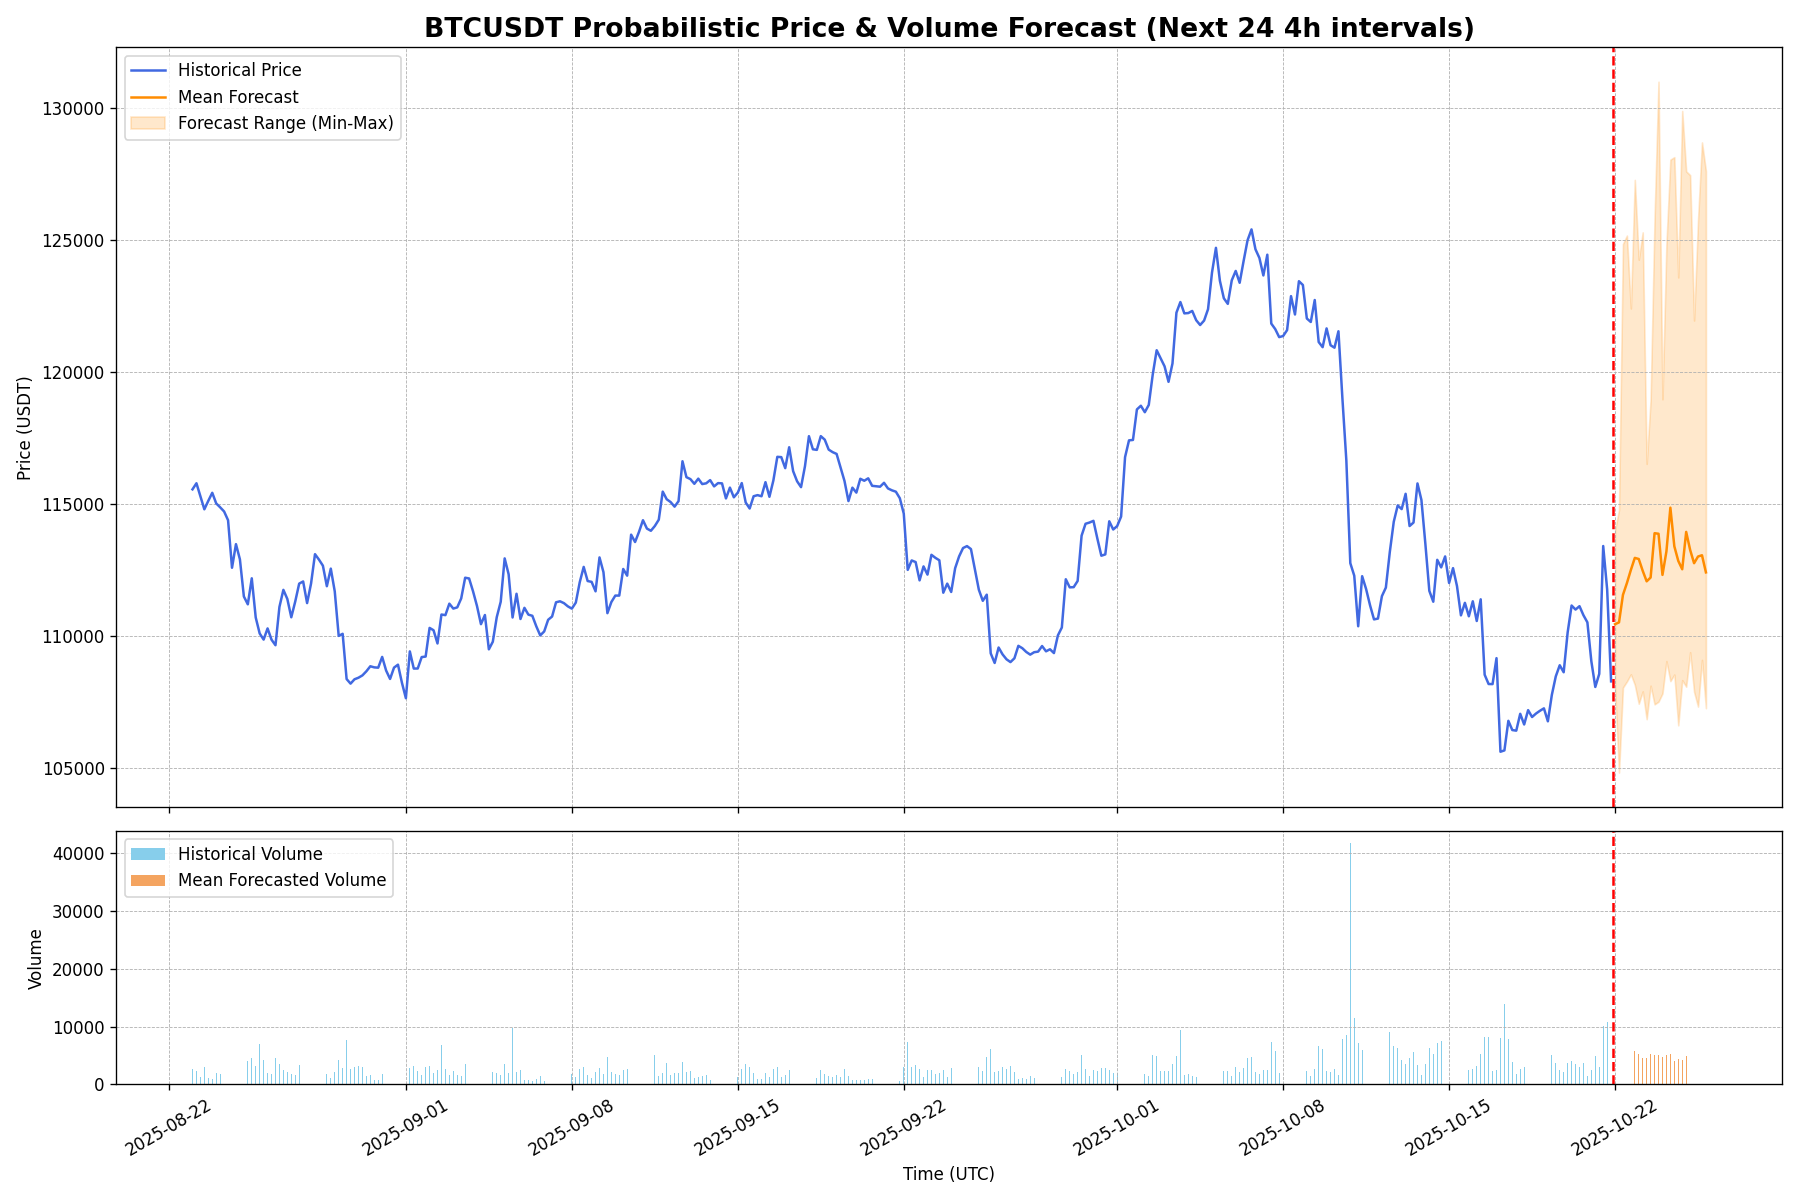 BTCUSDT Probabilistic Price & Volume Forecast (Next 24 4h intervals)
Historical Price
Mean Forecast
Forecast Range (Min-Max)
130000
125000
120000
115000
110000
105000
Price (USDT)
Historical Volume
Mean Forecasted Volume
40000
30000
20000
10000
0
Volume
2025-08-22
2025-09-01
2025-09-08
2025-09-15
2025-09-22
2025-10-01
2025-10-08
2025-10-15
2025-10-22
Time (UTC)